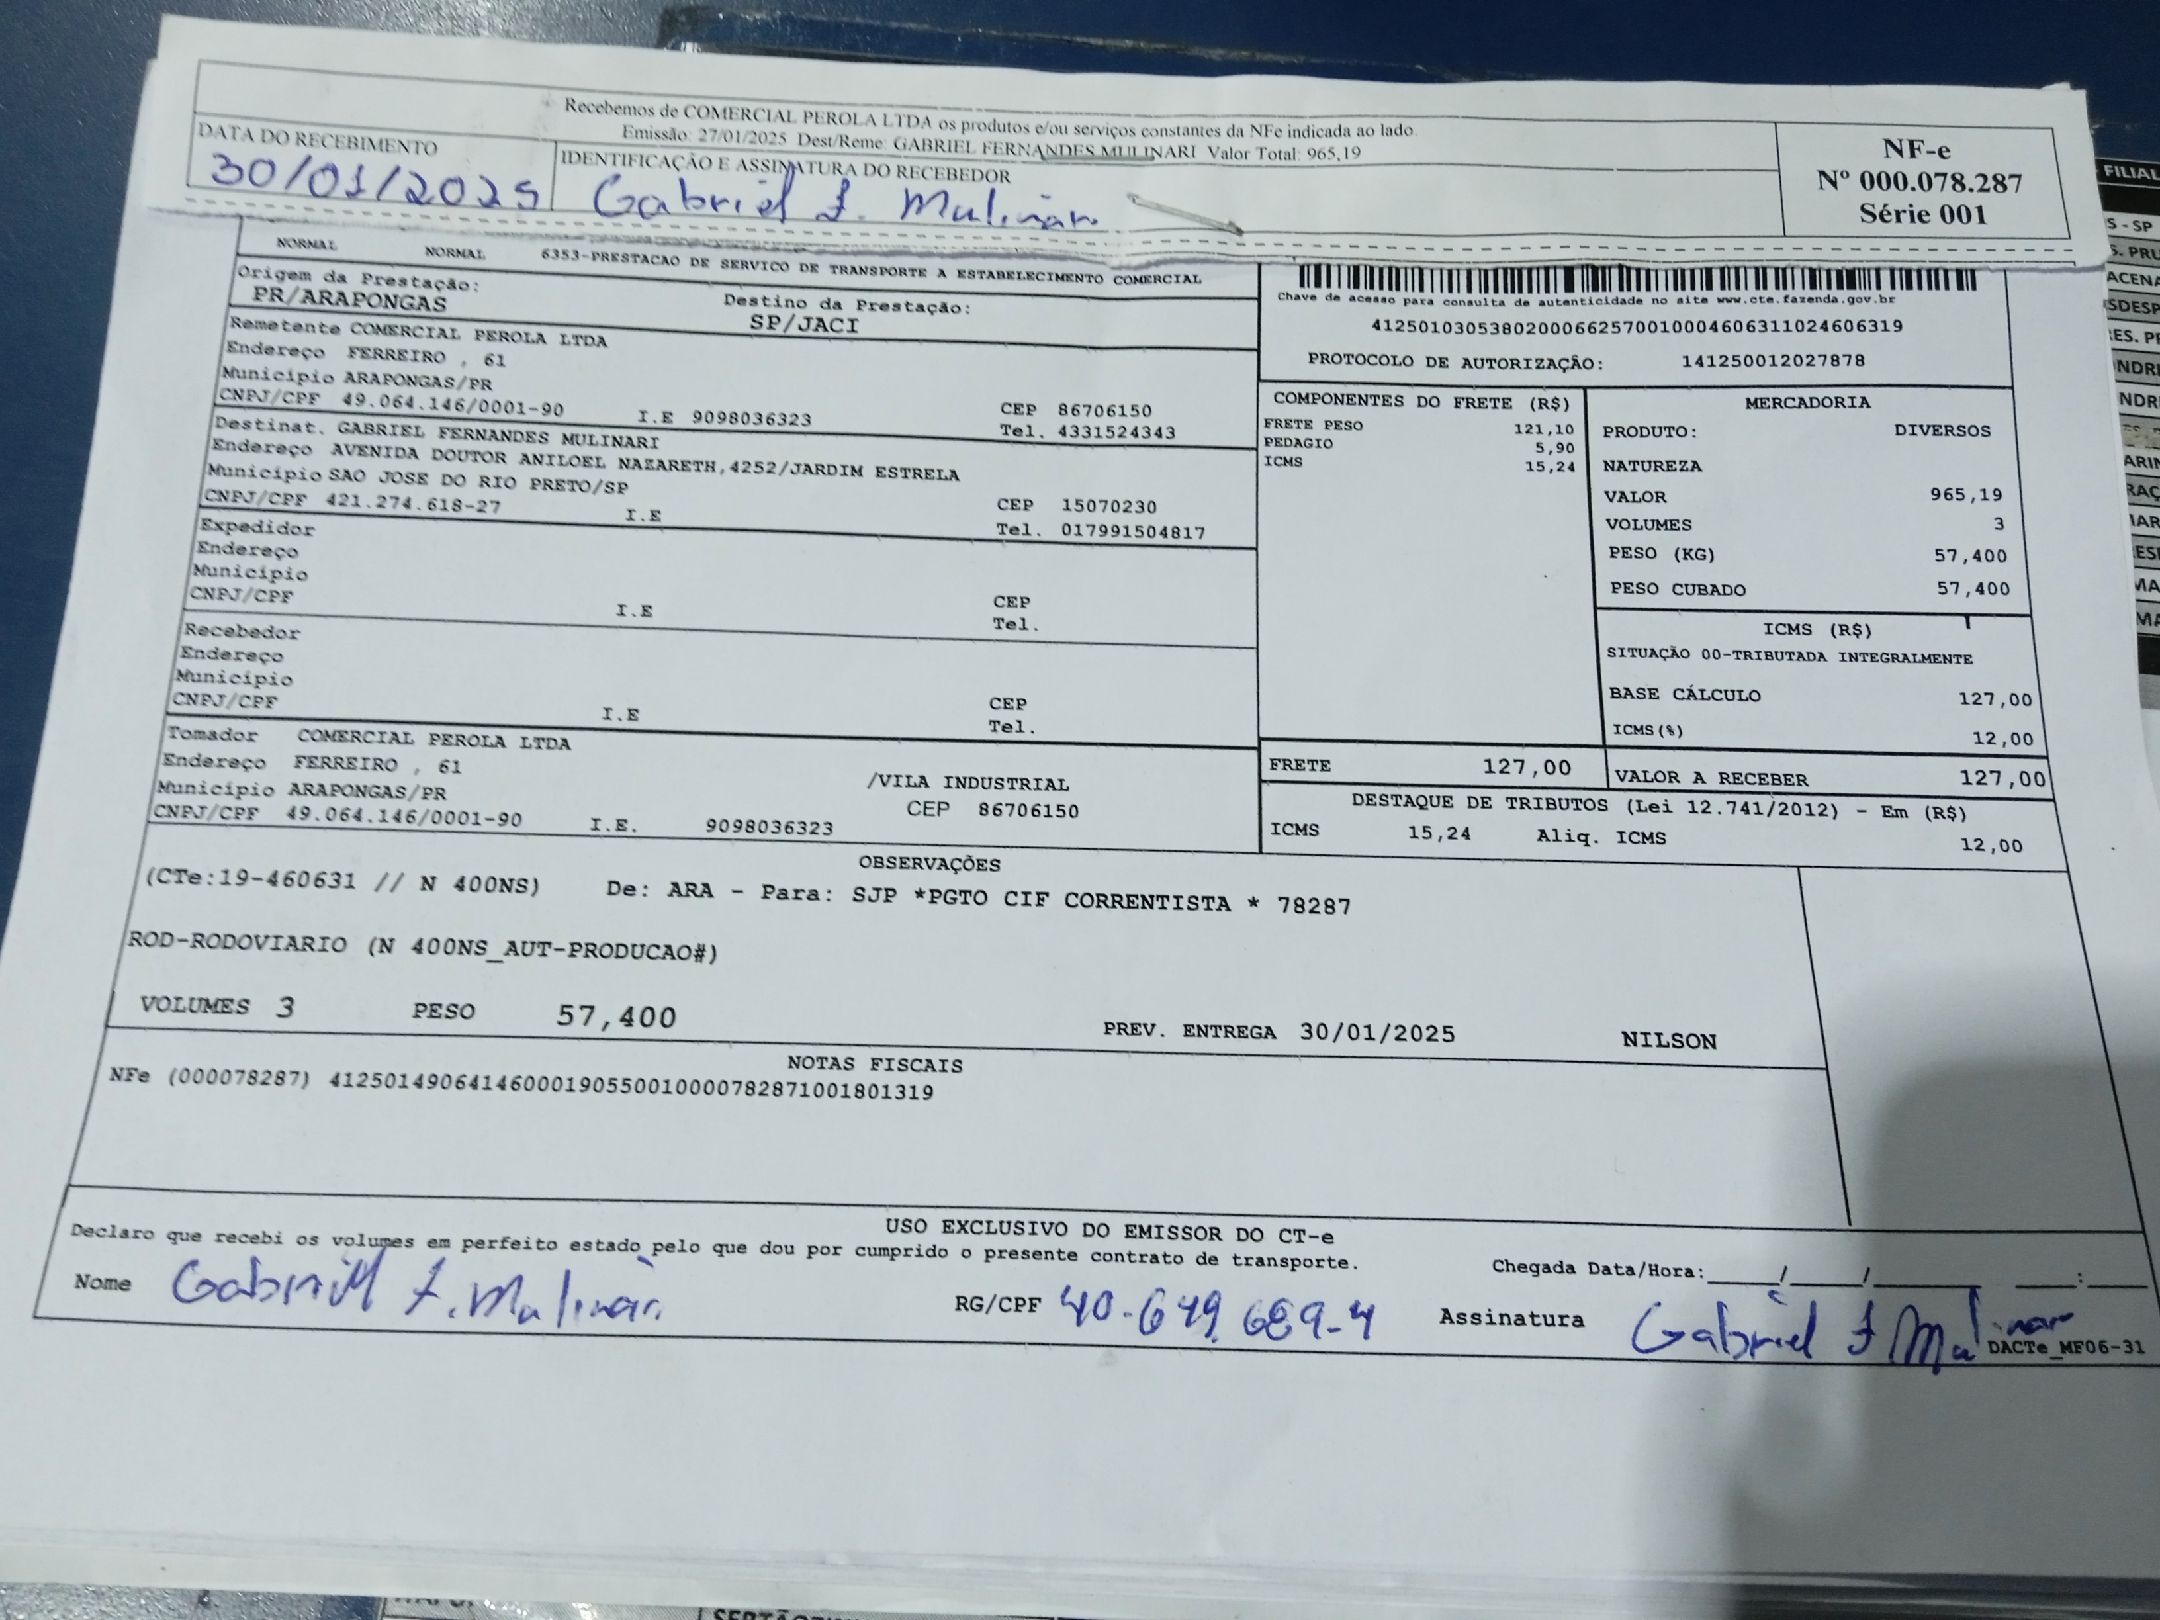 Recebemos de COMERCIAL PEROLA LTDA os produtos e/ou serviços constantes da NFe indicada ao lado.
Emissão: 27/01/2025 Dest/Reme: GABRIEL FERNANDES MULINARI Valor Total: 965,19
DATA DO RECEBIMENTO
30/01/2025
IDENTIFICAÇÃO E ASSINATURA DO RECEBEDOR
Gabriel F. Mulinari
NF-e
Nº 000.078.287
Série 001
NORMAL NORMAL 6353-PRESTACAO DE SERVICO DE TRANSPORTE A ESTABELECIMENTO COMERCIAL
Origem da Prestação:
PR/ARAPONGAS
Destino da Prestação:
SP/JACI
Remetente COMERCIAL PEROLA LTDA
Endereço FERREIRO , 61
Município ARAPONGAS/PR
CNPJ/CPF 49.064.146/0001-90 I.E 9098036323
CEP 86706150
Tel. 4331524343
Destinat. GABRIEL FERNANDES MULINARI
Endereço AVENIDA DOUTOR ANILOEL NAZARETH,4252/JARDIM ESTRELA
Município SAO JOSE DO RIO PRETO/SP
CNPJ/CPF 421.274.618-27 I.E
CEP 15070230
Tel. 017991504817
Expedidor
Endereço
Município
CNPJ/CPF I.E
CEP
Tel.
Recebedor
Endereço
Município
CNPJ/CPF I.E
CEP
Tel.
Tomador COMERCIAL PEROLA LTDA
Endereço FERREIRO , 61 /VILA INDUSTRIAL
Município ARAPONGAS/PR CEP 86706150
CNPJ/CPF 49.064.146/0001-90 I.E. 9098036323
Chave de acesso para consulta de autenticidade no site www.cte.fazenda.gov.br
41250103053802000662570010004606311024606319
PROTOCOLO DE AUTORIZAÇÃO: 141250012027878
COMPONENTES DO FRETE (R$)
FRETE PESO 121,10
PEDAGIO 5,90
ICMS 15,24
MERCADORIA
PRODUTO: DIVERSOS
NATUREZA
VALOR 965,19
VOLUMES 3
PESO (KG) 57,400
PESO CUBADO 57,400
ICMS (R$)
SITUAÇÃO 00-TRIBUTADA INTEGRALMENTE
BASE CÁLCULO 127,00
ICMS(%) 12,00
FRETE 127,00
VALOR A RECEBER 127,00
DESTAQUE DE TRIBUTOS (Lei 12.741/2012) - Em (R$)
ICMS 15,24 Aliq. ICMS 12,00
OBSERVAÇÕES
(CTe:19-460631 // N 400NS) De: ARA - Para: SJP *PGTO CIF CORRENTISTA * 78287
ROD-RODOVIARIO (N 400NS_AUT-PRODUCAO#)
VOLUMES 3 PESO 57,400 PREV. ENTREGA 30/01/2025 NILSON
NOTAS FISCAIS
NFe (000078287) 41250149064146000190550010000782871001801319
USO EXCLUSIVO DO EMISSOR DO CT-e
Declaro que recebi os volumes em perfeito estado pelo que dou por cumprido o presente contrato de transporte.
Chegada Data/Hora:____/____/______ ___:___
Nome Gabriel F. Mulinari RG/CPF 40.649.689-4 Assinatura Gabriel F Mulinari
DACTe_MF06-31
FILIAL